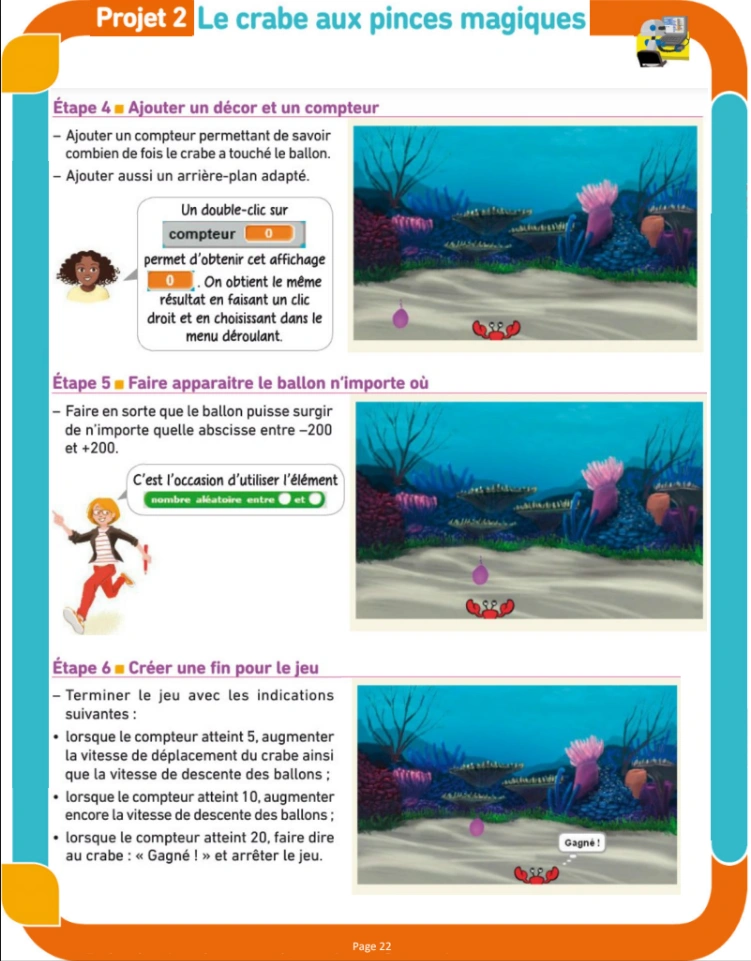 Projet 2 Le crabe aux pinces magiques
Étape 4 ■ Ajouter un décor et un compteur
– Ajouter un compteur permettant de savoir
combien de fois le crabe a touché le ballon.
– Ajouter aussi un arrière-plan adapté.
Un double-clic sur
compteur 0
permet d'obtenir cet affichage
0 . On obtient le même
résultat en faisant un clic
droit et en choisissant dans le
menu déroulant.
Étape 5 ■ Faire apparaitre le ballon n'importe où
– Faire en sorte que le ballon puisse surgir
de n'importe quelle abscisse entre –200
et +200.
C'est l'occasion d'utiliser l'élément
nombre aléatoire entre et
Étape 6 ■ Créer une fin pour le jeu
– Terminer le jeu avec les indications
suivantes :
• lorsque le compteur atteint 5, augmenter
la vitesse de déplacement du crabe ainsi
que la vitesse de descente des ballons ;
• lorsque le compteur atteint 10, augmenter
encore la vitesse de descente des ballons ;
• lorsque le compteur atteint 20, faire dire
au crabe : « Gagné ! » et arrêter le jeu.
Gagné !
Page 22